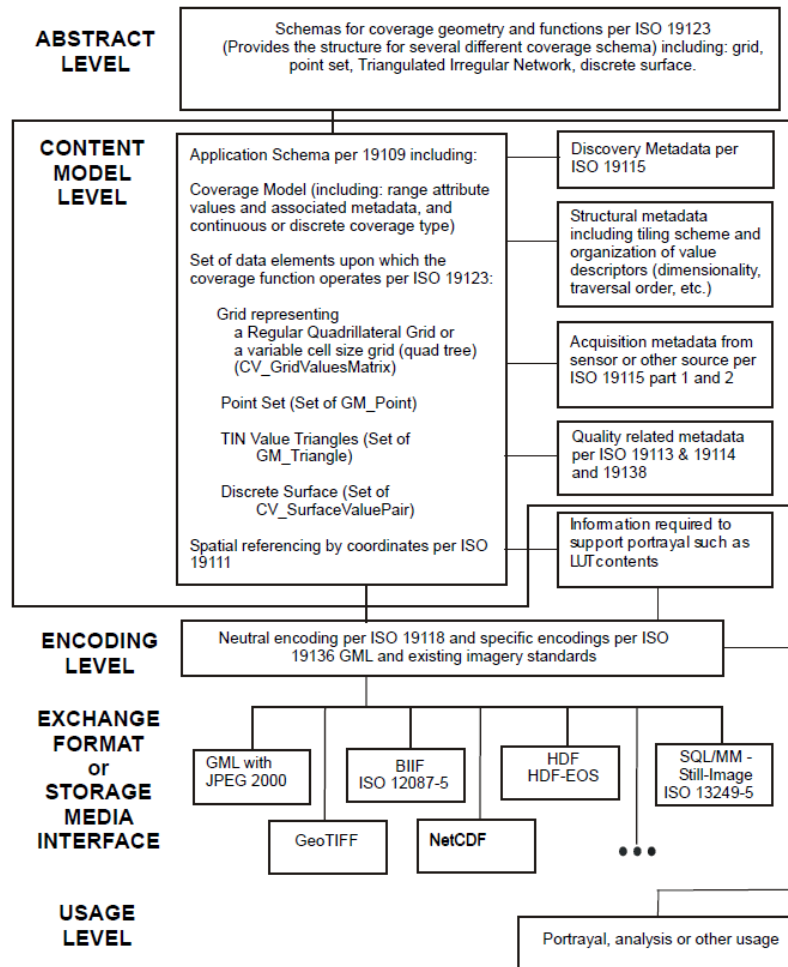 ABSTRACT
LEVEL
Schemas for coverage geometry and functions per ISO 19123
(Provides the structure for several different coverage schema) including: grid,
point set, Triangulated Irregular Network, discrete surface.
CONTENT
MODEL
LEVEL
Application Schema per 19109 including:
Coverage Model (including: range attribute
values and associated metadata, and
continuous or discrete coverage type)
Set of data elements upon which the
coverage function operates per ISO 19123:
Grid representing
a Regular Quadrillateral Grid or
a variable cell size grid (quad tree)
(CV_GridValuesMatrix)
Point Set (Set of GM_Point)
TIN Value Triangles (Set of
GM_Triangle)
Discrete Surface (Set of
CV_SurfaceValuePair)
Spatial referencing by coordinates per ISO
19111
Discovery Metadata per
ISO 19115
Structural metadata
including tiling scheme and
organization of value
descriptors (dimensionality,
traversal order, etc.)
Acquisition metadata from
sensor or other source per
ISO 19115 part 1 and 2
Quality related metadata
per ISO 19113 & 19114
and 19138
Information required to
support portrayal such as
LUT contents
ENCODING
LEVEL
Neutral encoding per ISO 19118 and specific encodings per ISO
19136 GML and existing imagery standards
EXCHANGE
FORMAT
or
STORAGE
MEDIA
INTERFACE
GML with
JPEG 2000
BIIF
ISO 12087-5
HDF
HDF-EOS
SQL/MM -
Still-Image
ISO 13249-5
GeoTIFF
NetCDF
•••
USAGE
LEVEL
Portrayal, analysis or other usage